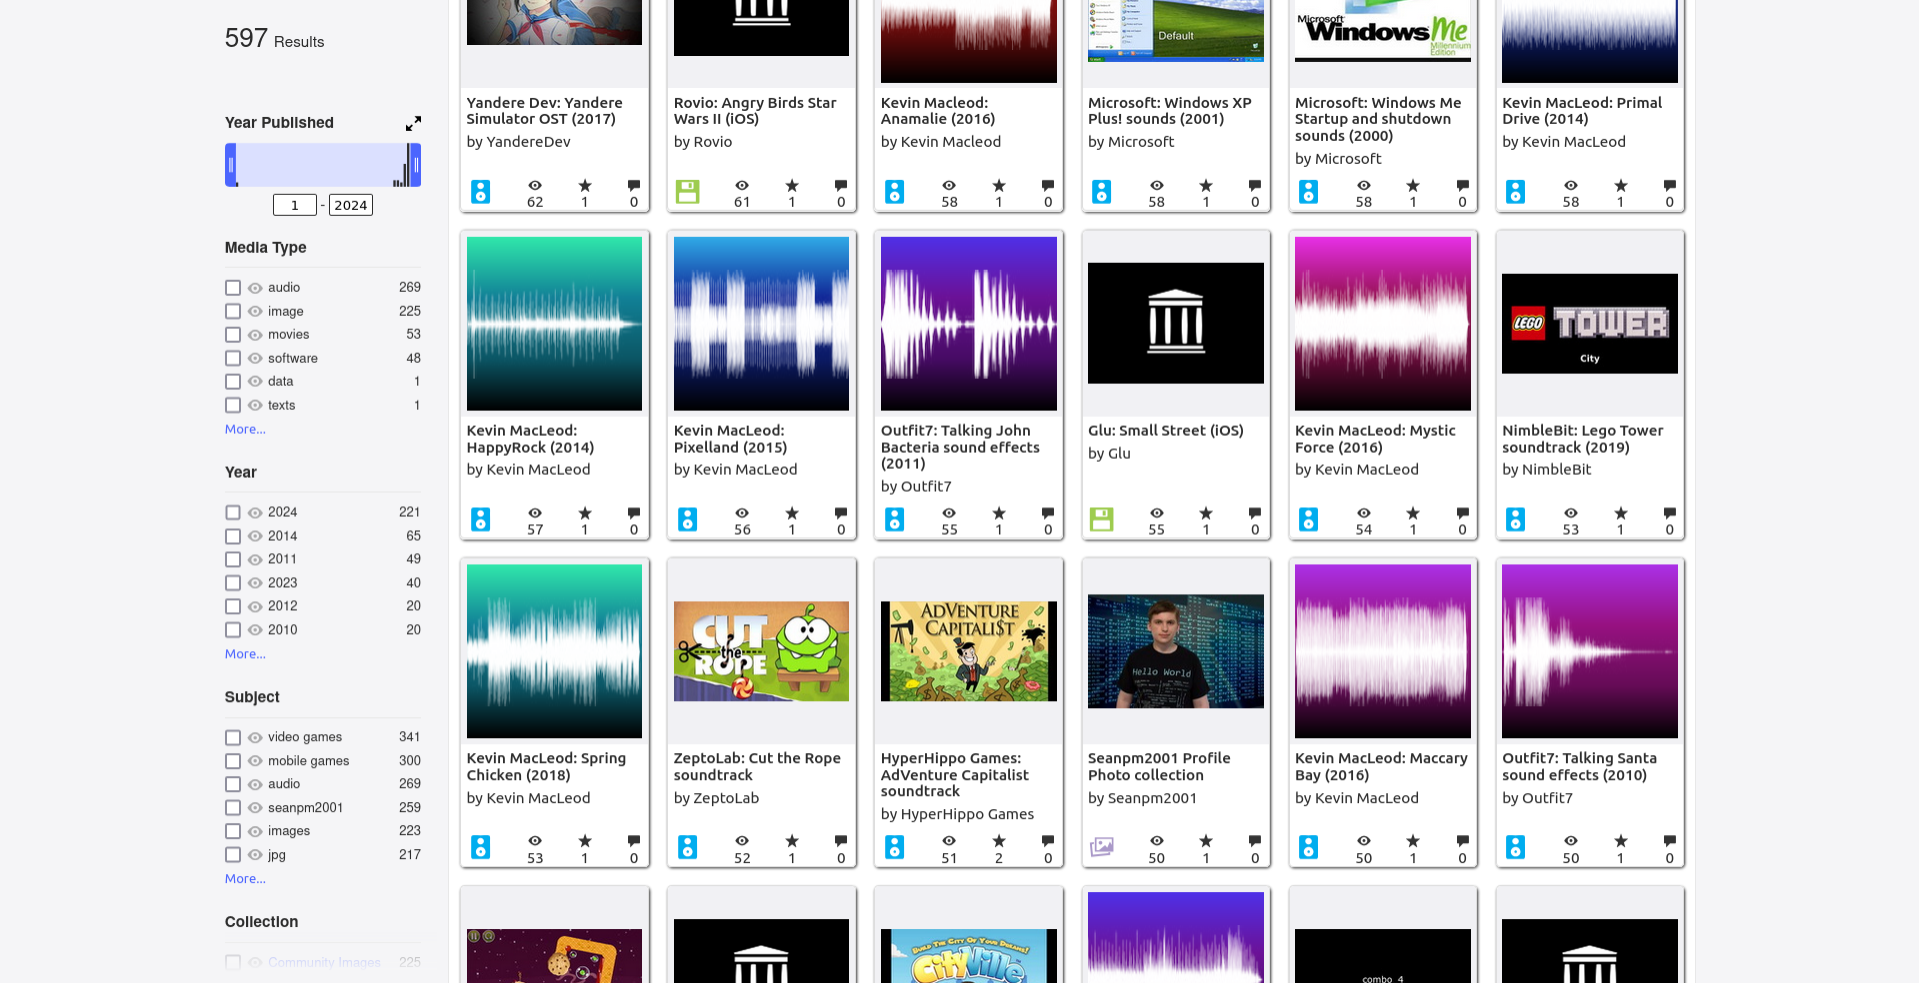 597 Results
Year Published
1 - 2024
Media Type
audio 269
image 225
movies 53
software 48
data 1
texts 1
More...
Year
2024 221
2014 65
2011 49
2023 40
2012 20
2010 20
More...
Subject
video games 341
mobile games 300
audio 269
seanpm2001 259
images 223
jpg 217
More...
Collection
Community Images 225
Default
Microsoft
WindowsMe
Millennium
Edition
Yandere Dev: Yandere
Simulator OST (2017)
by YandereDev
62 1 0
Rovio: Angry Birds Star
Wars II (iOS)
by Rovio
61 1 0
Kevin Macleod:
Anamalie (2016)
by Kevin Macleod
58 1 0
Microsoft: Windows XP
Plus! sounds (2001)
by Microsoft
58 1 0
Microsoft: Windows Me
Startup and shutdown
sounds (2000)
by Microsoft
58 1 0
Kevin MacLeod: Primal
Drive (2014)
by Kevin MacLeod
58 1 0
Kevin MacLeod:
HappyRock (2014)
by Kevin MacLeod
57 1 0
Kevin MacLeod:
Pixelland (2015)
by Kevin MacLeod
56 1 0
Outfit7: Talking John
Bacteria sound effects
(2011)
by Outfit7
55 1 0
Glu: Small Street (iOS)
by Glu
55 1 0
Kevin MacLeod: Mystic
Force (2016)
by Kevin MacLeod
54 1 0
LEGO TOWER
City
NimbleBit: Lego Tower
soundtrack (2019)
by NimbleBit
53 1 0
Kevin MacLeod: Spring
Chicken (2018)
by Kevin MacLeod
53 1 0
CUT
the
ROPE
ZeptoLab: Cut the Rope
soundtrack
by ZeptoLab
52 1 0
ADVENTURE
CAPITALI$T
HyperHippo Games:
AdVenture Capitalist
soundtrack
by HyperHippo Games
51 2 0
Hello World
Seanpm2001 Profile
Photo collection
by Seanpm2001
50 1 0
Kevin MacLeod: Maccary
Bay (2016)
by Kevin MacLeod
50 1 0
Outfit7: Talking Santa
sound effects (2010)
by Outfit7
50 1 0
BUILD THE CITY OF YOUR DREAMS!
CityVille
combo 4